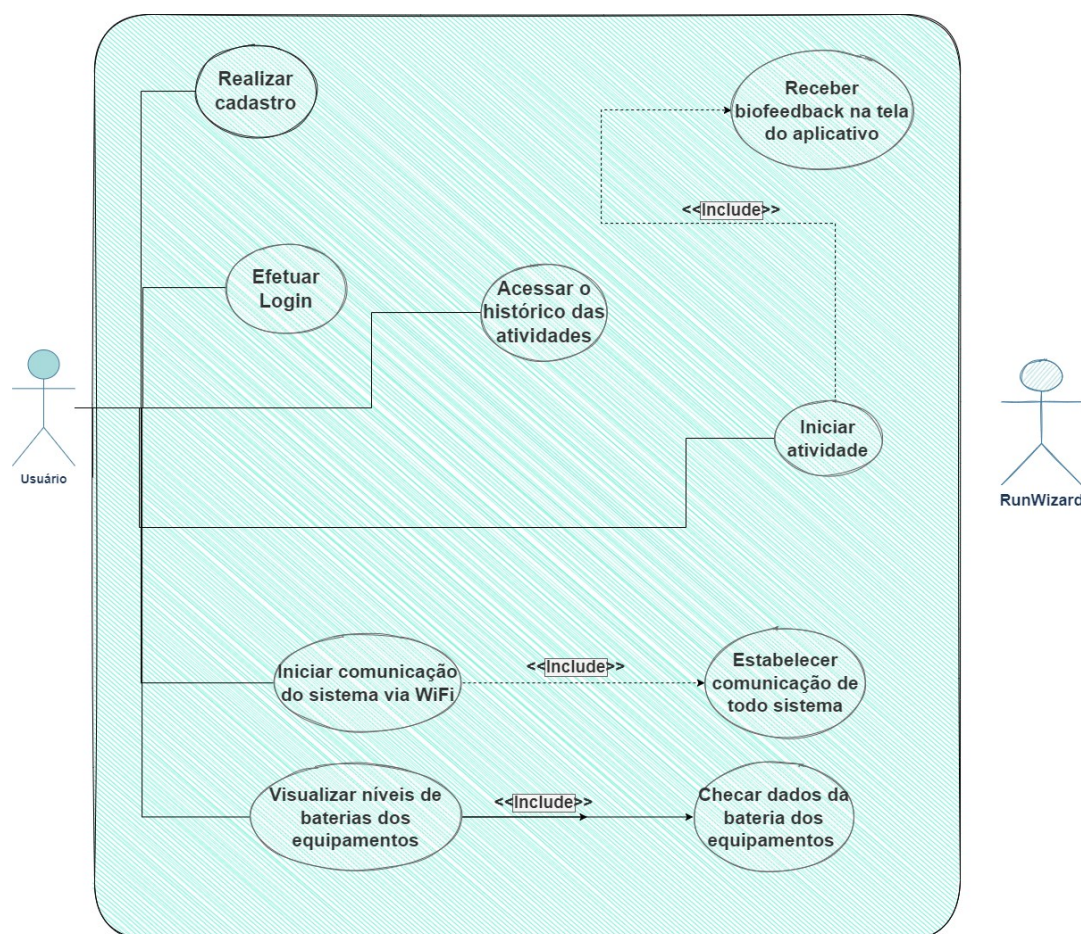 Realizar
cadastro
Receber
biofeedback na tela
do aplicativo
<<Include>>
Efetuar
Login
Acessar o
histórico das
atividades
Usuário
Iniciar
atividade
RunWizard
Iniciar comunicação
do sistema via WiFi
<<Include>>
Estabelecer
comunicação de
todo sistema
Visualizar níveis de
baterias dos
equipamentos
<<Include>>
Checar dados da
bateria dos
equipamentos